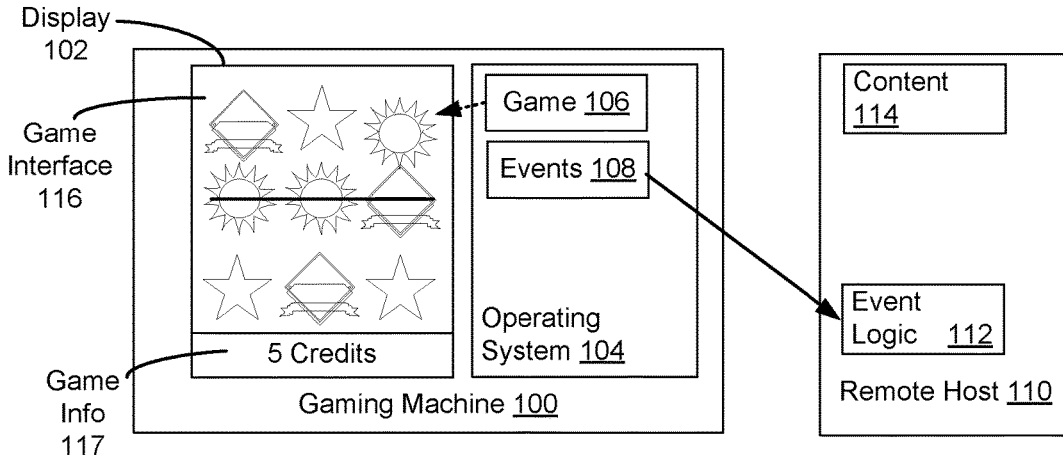 Display
102
Game
Interface
116
Game
Info
117
5 Credits
Game 106
Events 108
Operating
System 104
Gaming Machine 100
Content
114
Event
Logic 112
Remote Host 110